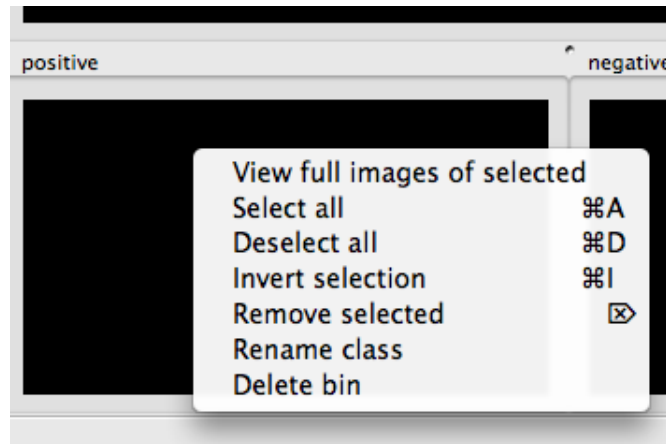 positive
negative
View full images of selected
Select all ⌘A
Deselect all ⌘D
Invert selection ⌘I
Remove selected ⌦
Rename class
Delete bin